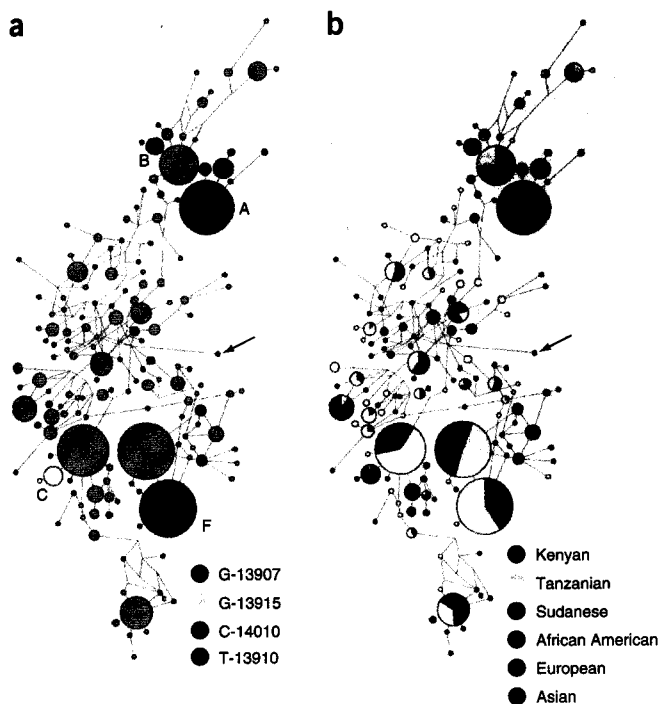 a
b
B
A
C
F
G-13907
G-13915
C-14010
T-13910
Kenyan
Tanzanian
Sudanese
African American
European
Asian